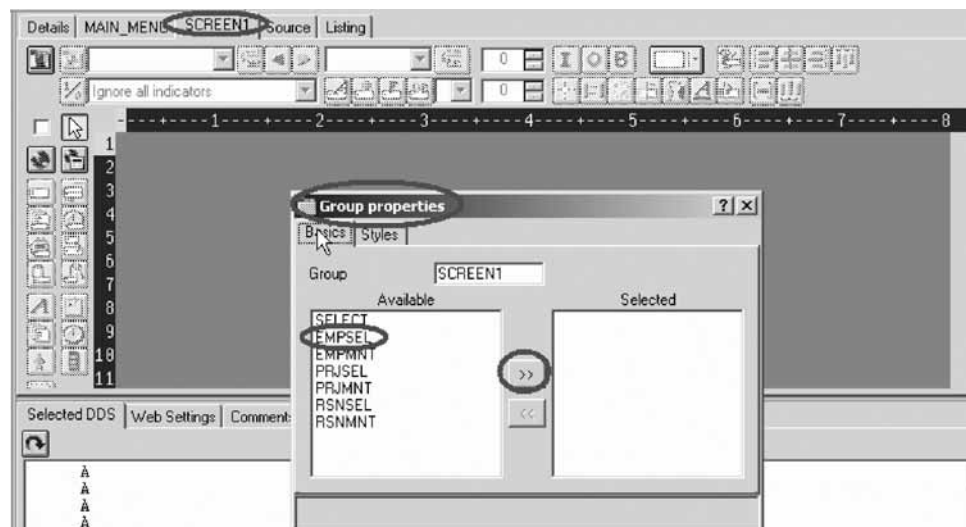 Details MAIN_MENU SCREEN1 Source Listing
0 I O B
Ignore all indicators 0
----+----1----+----2----+----3----+----4----+----5----+----6----+----7----+----8
1
2
3
4
5
6
7
8
9
10
11
Group properties ? ×
Basics Styles
Group SCREEN1
Available Selected
SELECT
EMPSEL
EMPMNT
PRJSEL
PRJMNT
RSNSEL
RSNMNT
>>
<<
Selected DDS Web Settings Comments
À
À
À
À